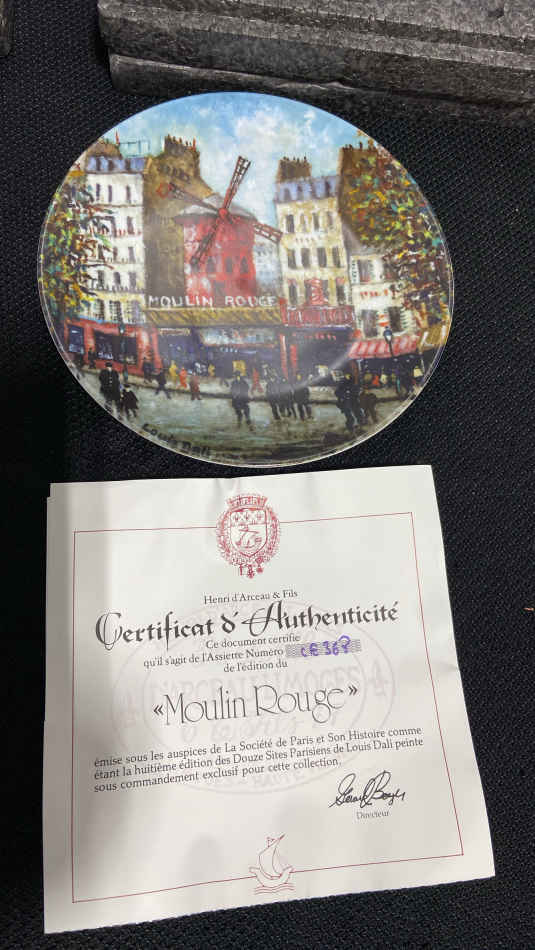 MOULIN ROUGE
Louis Dali
Henri d'Arceau & Fils
Certificat d'Authenticité
Ce document certifie
qu'il s'agit de l'Assiette Numéro CE 36?
de l'édition du
«Moulin Rouge»
émise sous les auspices de La Société de Paris et Son Histoire comme
étant la huitième édition des Douze Sites Parisiens de Louis Dali peinte
sous commandement exclusif pour cette collection.
Directeur